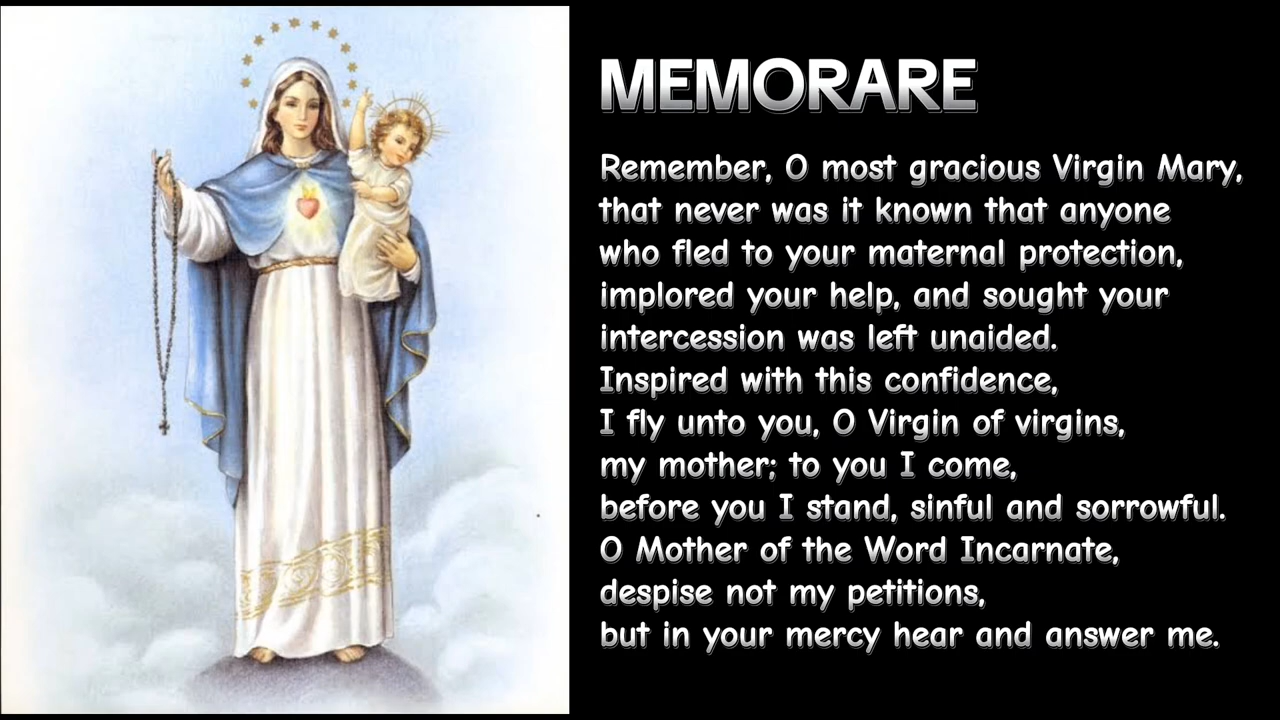 MEMORARE
Remember, O most gracious Virgin Mary,
that never was it known that anyone
who fled to your maternal protection,
implored your help, and sought your
intercession was left unaided.
Inspired with this confidence,
I fly unto you, O Virgin of virgins,
my mother; to you I come,
before you I stand, sinful and sorrowful.
O Mother of the Word Incarnate,
despise not my petitions,
but in your mercy hear and answer me.